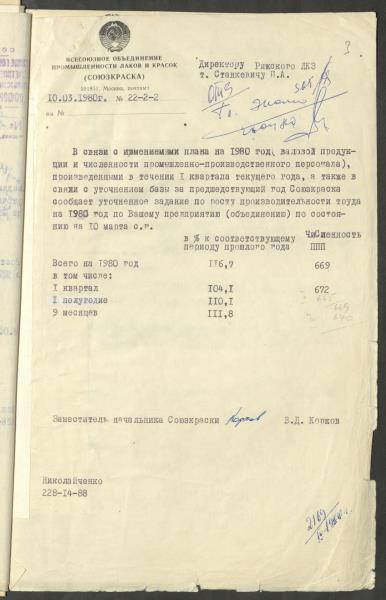 3
ВСЕСОЮЗНОЕ ОБЪЕДИНЕНИЕ
ПРОМЫШЛЕННОСТИ ЛАКОВ И КРАСОК
(СОЮЗКРАСКА)
Москва
10.03.1980г. № 22-2-2
на №
Директору Рижского ЛКЗ
т. Станкевичу П.А.
В связи с изменениями плана на 1980 год, валовой продук-
ции и численности промышленно-производственного персонала),
произведенными в течении I квартала текущего года, а также в
связи с уточнением базы за предшедствующий год Союзкраска
сообщает уточненное задание по росту производительности труда
на 1980 год по Вашему предприятию (объединению) по состоя-
нию на 10 марта с.г.
в % к соответствующему Численность
периоду прошлого года ППП
Всего на 1980 год 116,7 669
в том числе:
I квартал 104,1 672
I полугодие 110,1
9 месяцев 111,8
Заместитель начальника Союзкраски В.Д. Коржов
Николайченко
228-14-88